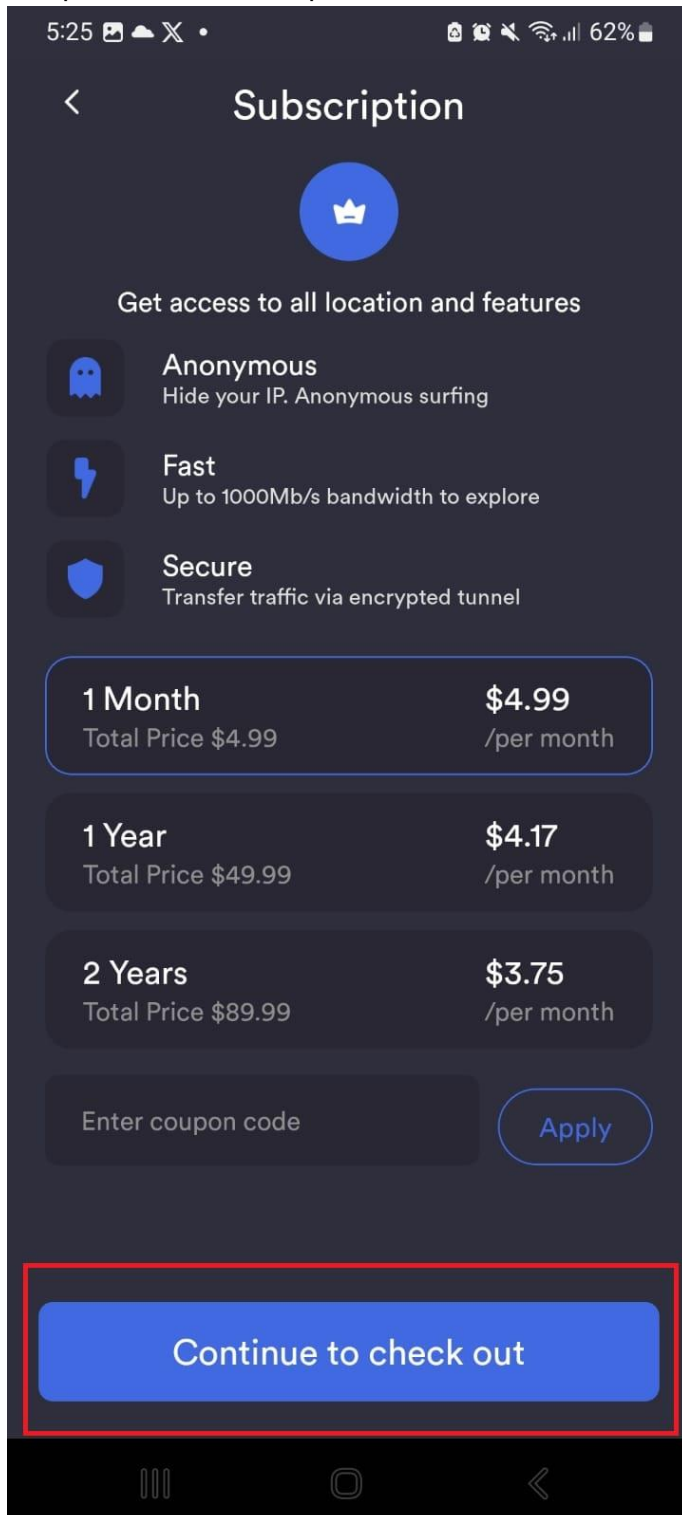 5:25 62%
Subscription
Get access to all location and features
Anonymous
Hide your IP. Anonymous surfing
Fast
Up to 1000Mb/s bandwidth to explore
Secure
Transfer traffic via encrypted tunnel
1 Month $4.99
Total Price $4.99 /per month
1 Year $4.17
Total Price $49.99 /per month
2 Years $3.75
Total Price $89.99 /per month
Enter coupon code Apply
Continue to check out